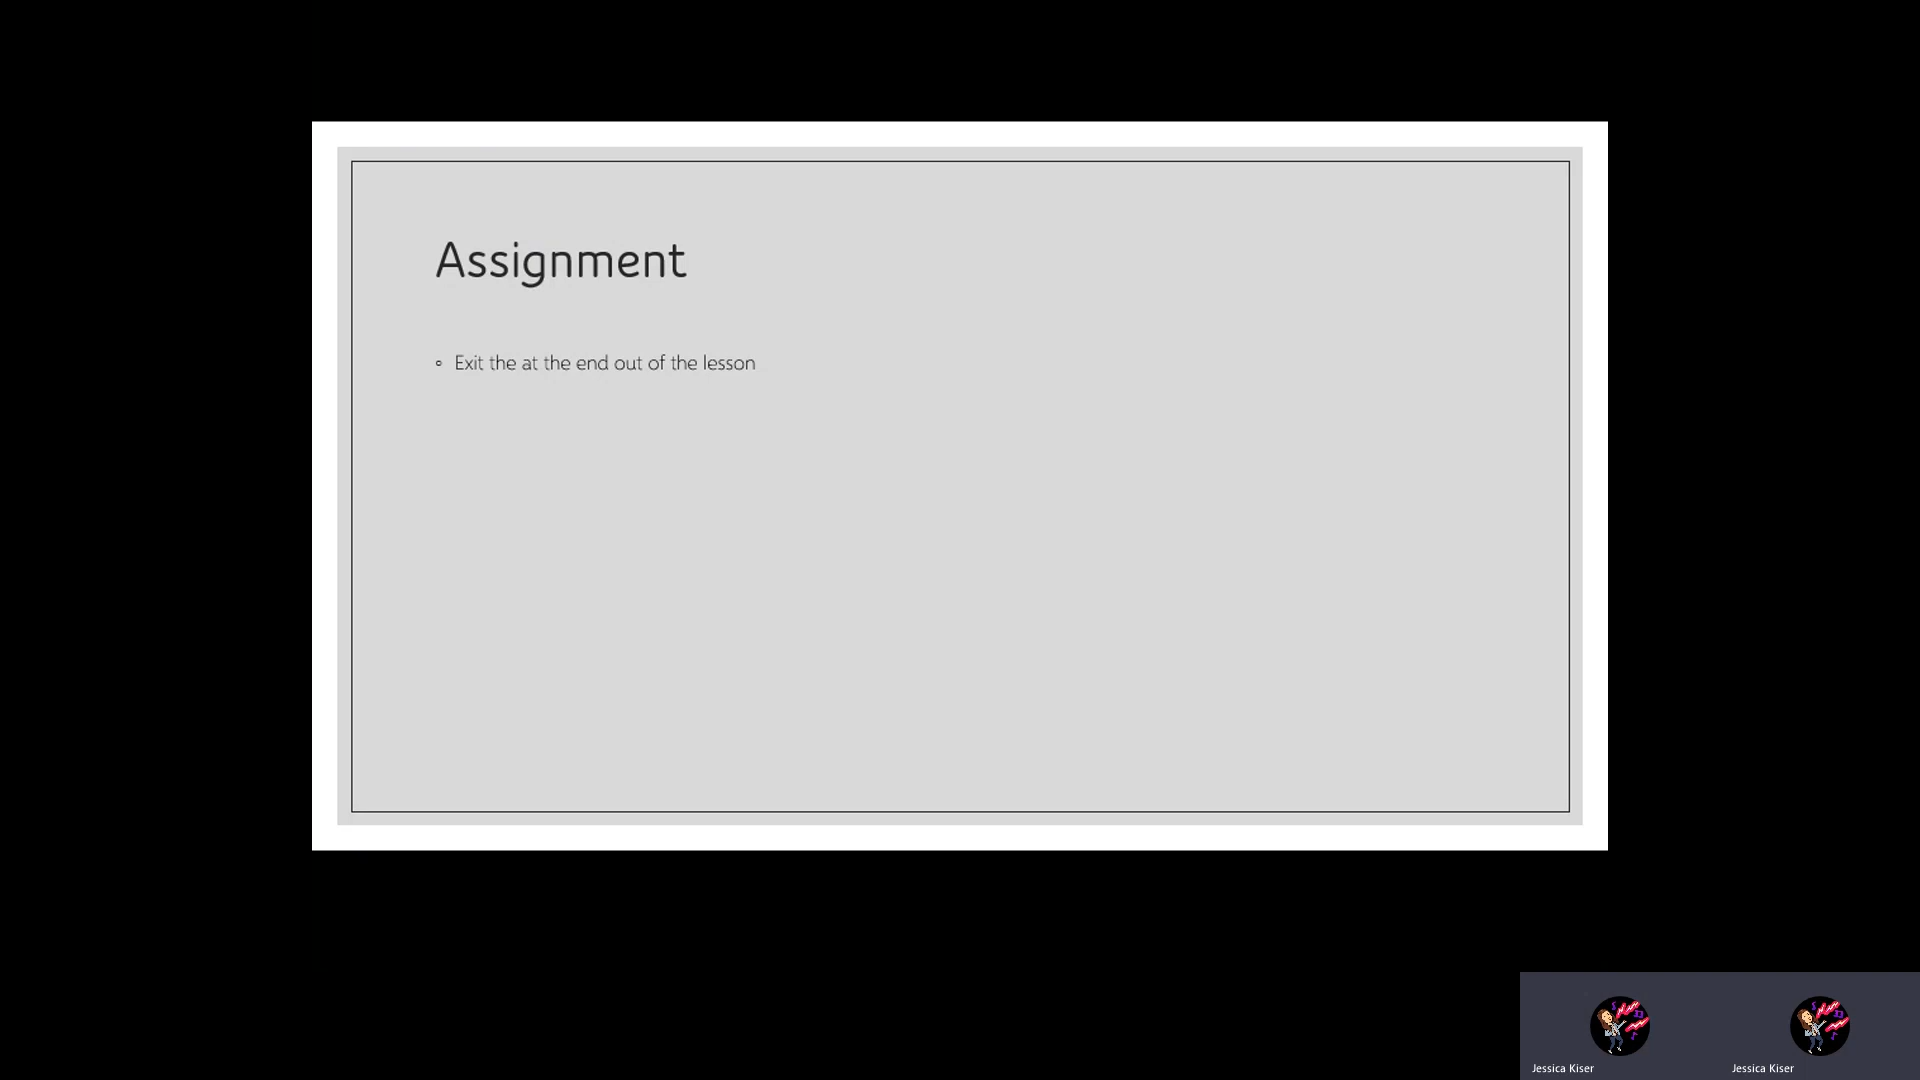 Assignment
◦ Exit the at the end out of the lesson
Jessica Kiser
Jessica Kiser